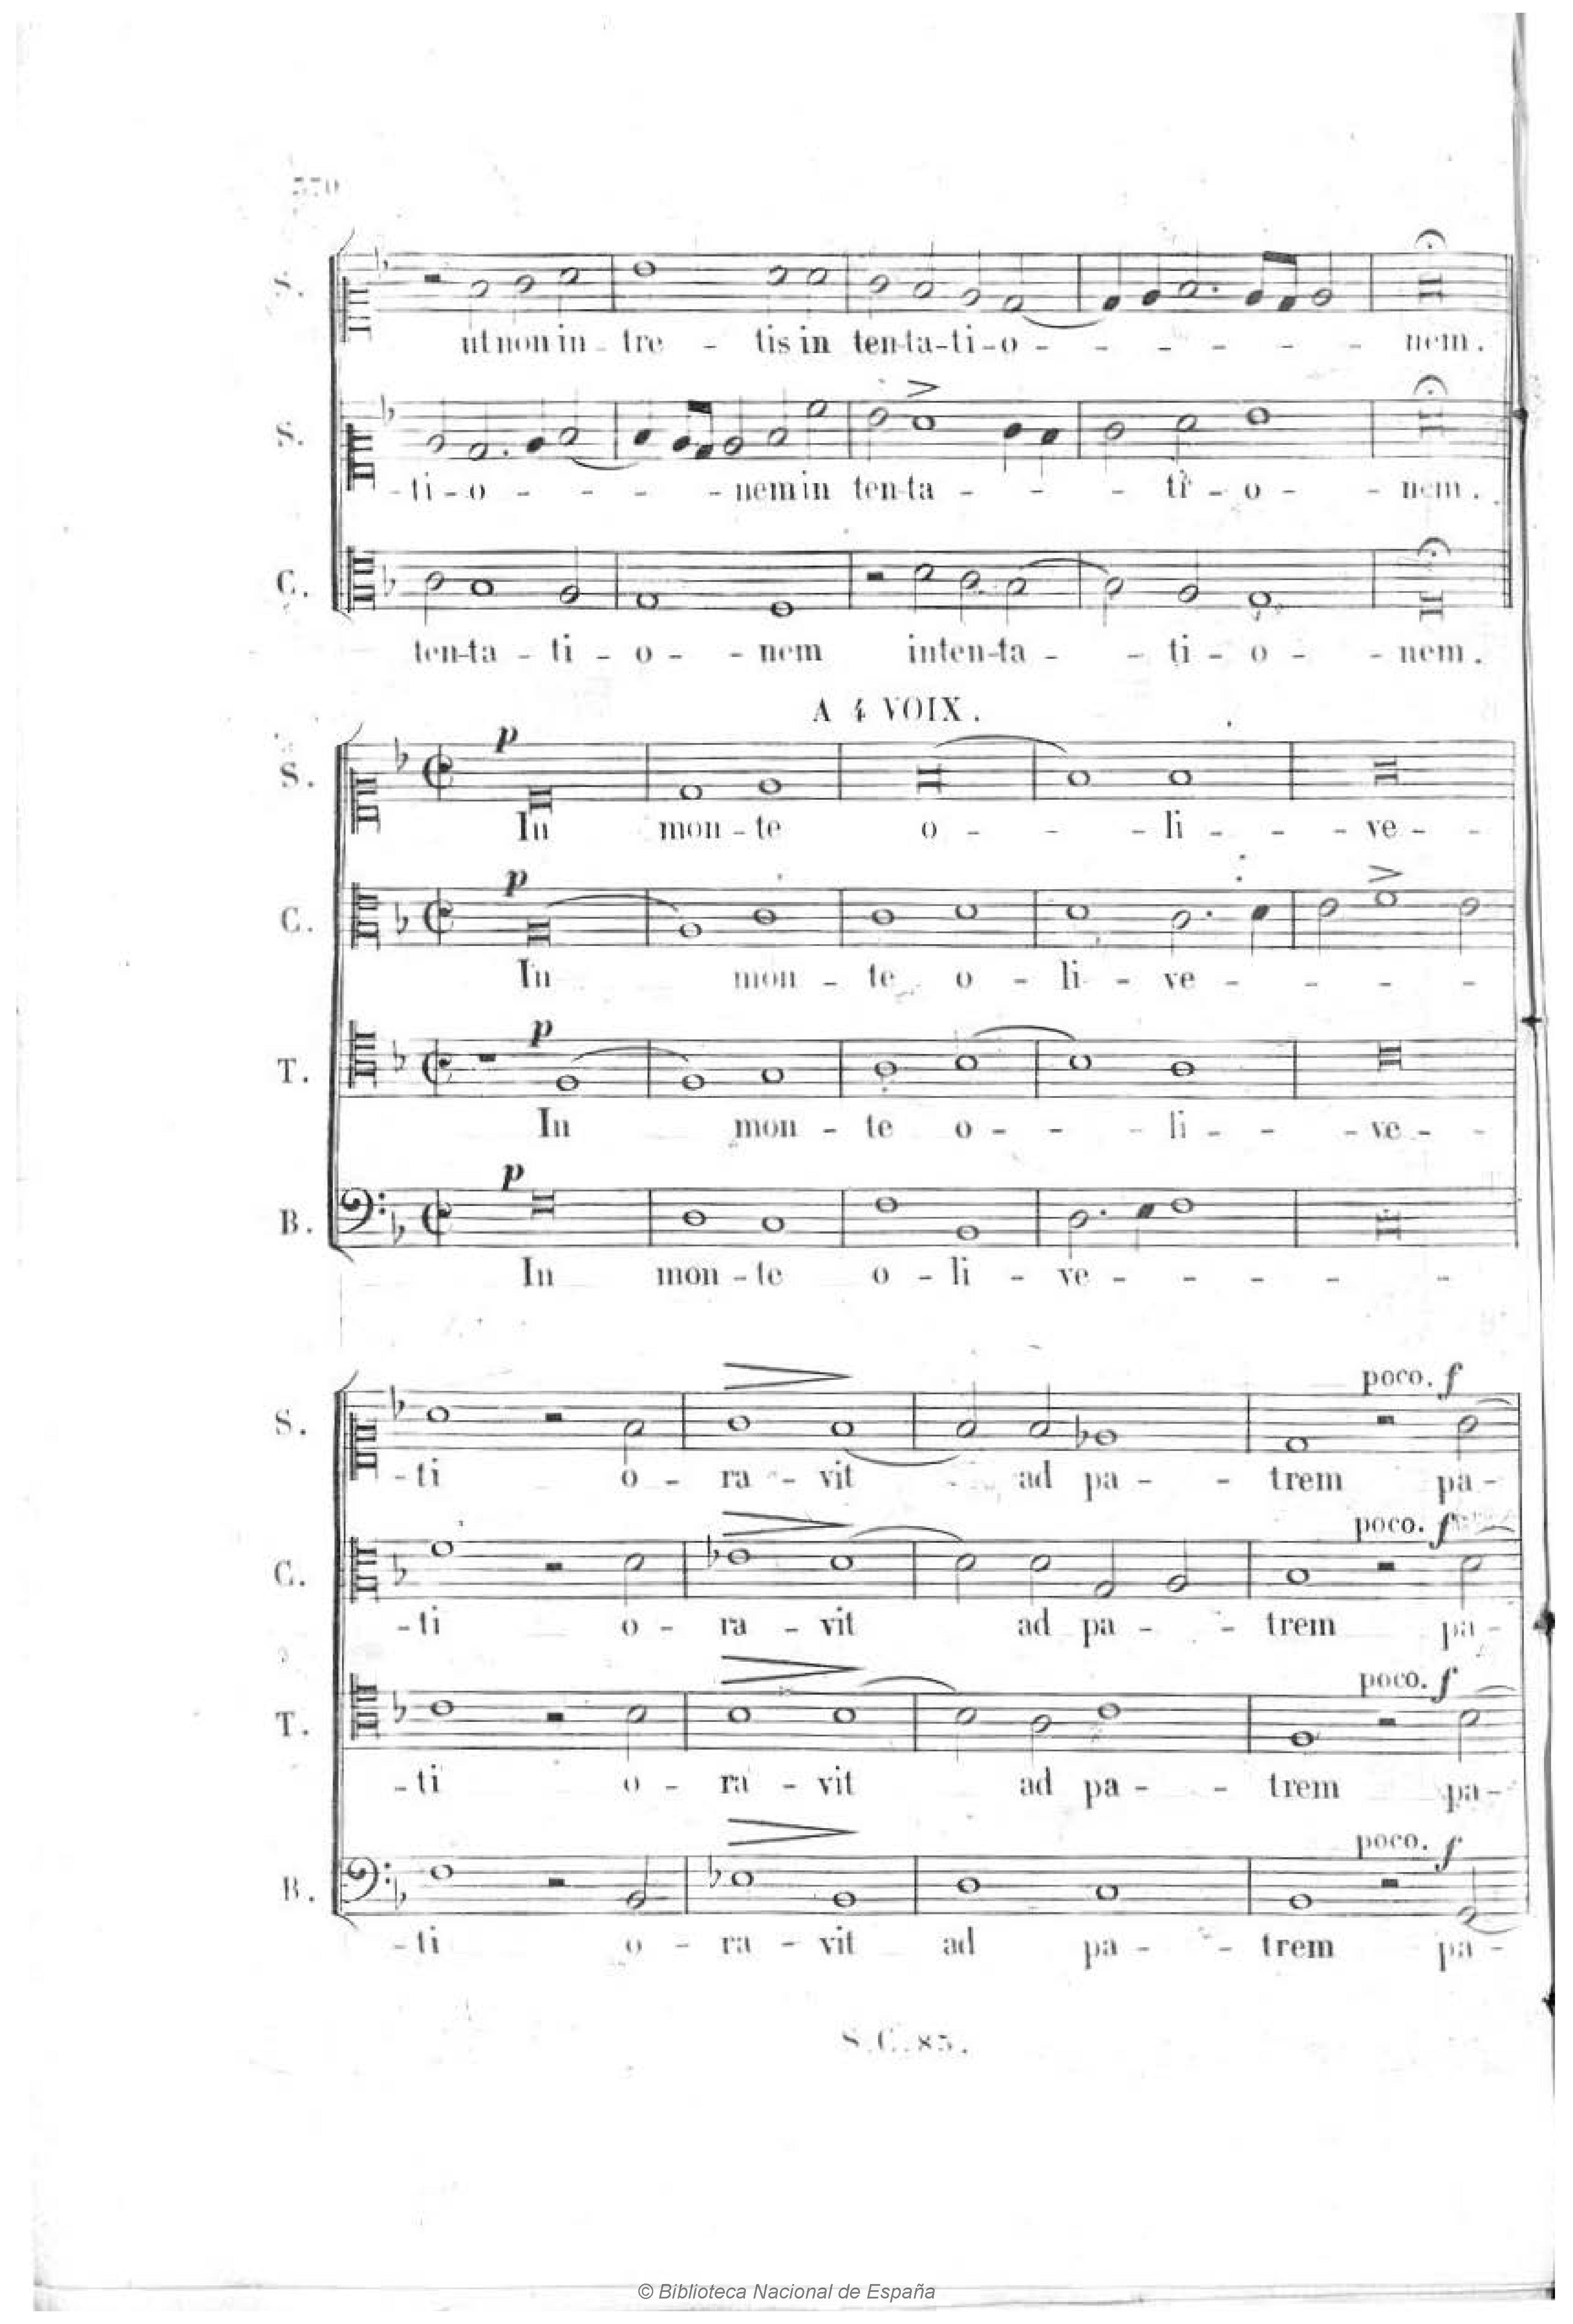 370
S.
ut non in - tre - tis in ten-ta-ti-o - - - - - nem.
S.
-ti-o - - - - nem in ten-ta - - - ti - o - - nem.
C.
ten-ta - ti - o - - nem in ten-ta - - ti - o - - nem.
A 4 VOIX.
p
S.
In mon - te o - - - li - - - ve - -
p
C.
In mon - te o - li - ve - - - -
p
T.
In mon - te o - - - li - - - ve - -
p
B.
In mon - te o - li - ve - - - - -
poco. f
S.
-ti o - ra - vit ad pa - - trem pa-
poco. f
C.
-ti o - ra - vit ad pa - - trem pa-
poco. f
T.
-ti o - ra - vit ad pa - - trem pa-
poco. f
B.
-ti o - ra - vit ad pa - - trem pa-
S.C.85.
© Biblioteca Nacional de España